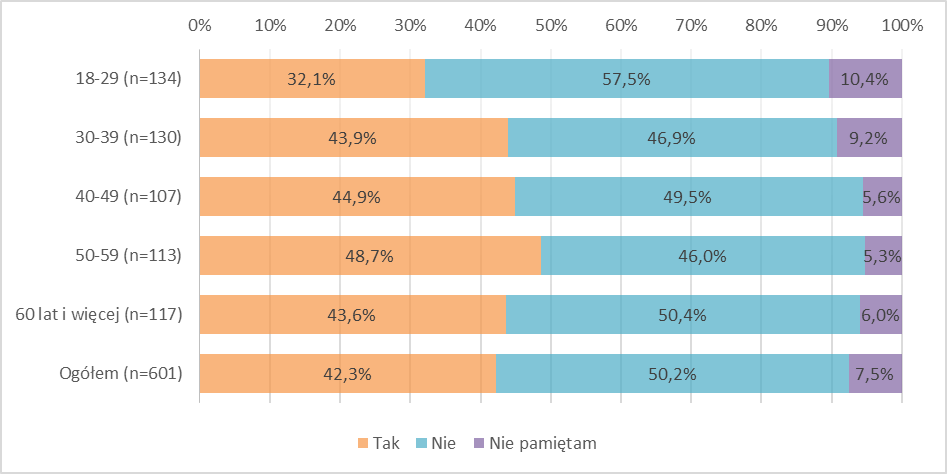 0% 10% 20% 30% 40% 50% 60% 70% 80% 90% 100%
18-29 (n=134) 32,1% 57,5% 10,4%
30-39 (n=130) 43,9% 46,9% 9,2%
40-49 (n=107) 44,9% 49,5% 5,6%
50-59 (n=113) 48,7% 46,0% 5,3%
60 lat i więcej (n=117) 43,6% 50,4% 6,0%
Ogółem (n=601) 42,3% 50,2% 7,5%
Tak Nie Nie pamiętam